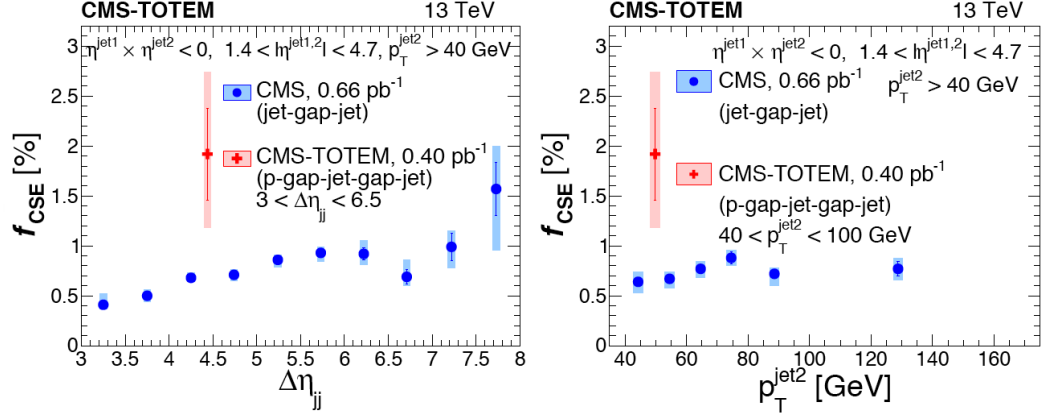 CMS-TOTEM 13 TeV
η^jet1 × η^jet2 < 0, 1.4 < |η^jet1,2| < 4.7, p_T^jet2 > 40 GeV
CMS, 0.66 pb⁻¹
(jet-gap-jet)
CMS-TOTEM, 0.40 pb⁻¹
(p-gap-jet-gap-jet)
3 < Δη_jj < 6.5
f_CSE [%]
3
2.5
2
1.5
1
0.5
0
3 3.5 4 4.5 5 5.5 6 6.5 7 7.5 8
Δη_jj
CMS-TOTEM 13 TeV
η^jet1 × η^jet2 < 0, 1.4 < |η^jet1,2| < 4.7
p_T^jet2 > 40 GeV
CMS, 0.66 pb⁻¹
(jet-gap-jet)
CMS-TOTEM, 0.40 pb⁻¹
(p-gap-jet-gap-jet)
40 < p_T^jet2 < 100 GeV
f_CSE [%]
3
2.5
2
1.5
1
0.5
0
40 60 80 100 120 140 160
p_T^jet2 [GeV]